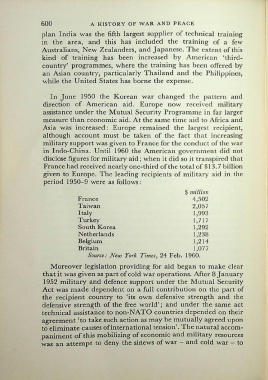 600 A HISTORY OF WAR AND PEACE
plan India was the fifth largest supplier of technical training
in the area, and this has included the training of a few
Australians, New Zealanders, and Japanese. The extent of this
kind of training has been increased by American 'third-
country' programmes, where the training has been offered by
an Asian country, particularly Thailand and the Philippines,
while the United States has borne the expense.
In June 1950 the Korean war changed the pattern and
direction of American aid. Europe now received military
assistance under the Mutual Security Programme in far larger
measure than economic aid. At the same time aid to Africa and
Asia was increased: Europe remained the largest recipient,
although account must be taken of the fact that increasing
military support was given to France for the conduct of the war
in Indo-China. Until 1960 the American government did not
disclose figures for military aid; when it did so it transpired that
France had received nearly one-third of the total of $13.7 billion
given to Europe. The leading recipients of military aid in the
period 1950–9 were as follows:
$ million
France 4,502
Taiwan 2,057
Italy 1,993
Turkey 1,717
South Korea 1,292
Netherlands 1,238
Belgium 1,214
Britain 1,077
Source: New York Times, 24 Feb. 1960.
Moreover legislation providing for aid began to make clear
that it was given as part of cold war operations. After 8 January
1952 military and defence support under the Mutual Security
Act was made dependent on a full contribution on the part of
the recipient country to 'its own defensive strength and the
defensive strength of the free world'; and under the same act
technical assistance to non-NATO countries depended on their
agreement 'to take such action as may be mutually agreed upon
to eliminate causes of international tension'. The natural accom-
paniment of this mobilizing of economic and military resources
was an attempt to deny the sinews of war – and cold war – to